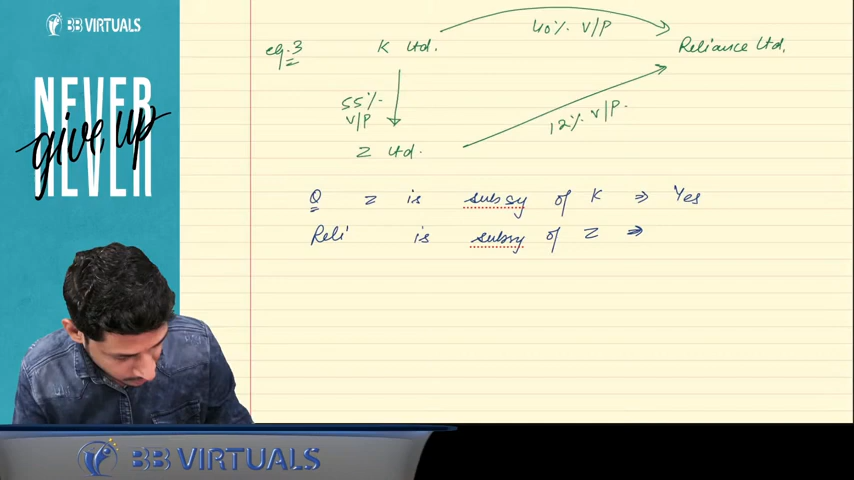 BB VIRTUALS
NEVER
give up
NEVER
eg.3
K Ltd.
40% V/P
Reliance Ltd.
55%
V/P
12% V/P.
Z Ltd.
Q Z is subsy of K ⇒ Yes
Reli is subsy of Z ⇒
BB VIRTUALS